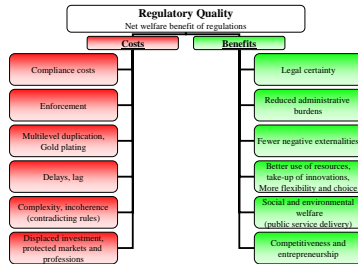 Regulatory Quality
Net welfare benefit of regulations
Costs
Compliance costs
Enforcement
Multilevel duplication,
Gold plating
Delays, lag
Complexity, incoherence
(contradicting rules)
Displaced investment,
protected markets and
professions
Benefits
Legal certainty
Reduced administrative
burdens
Fewer negative externalities
Better use of resources,
take-up of innovations,
More flexibility and choice
Social and environmental
welfare
(public service delivery)
Competitiveness and
entrepreneurship